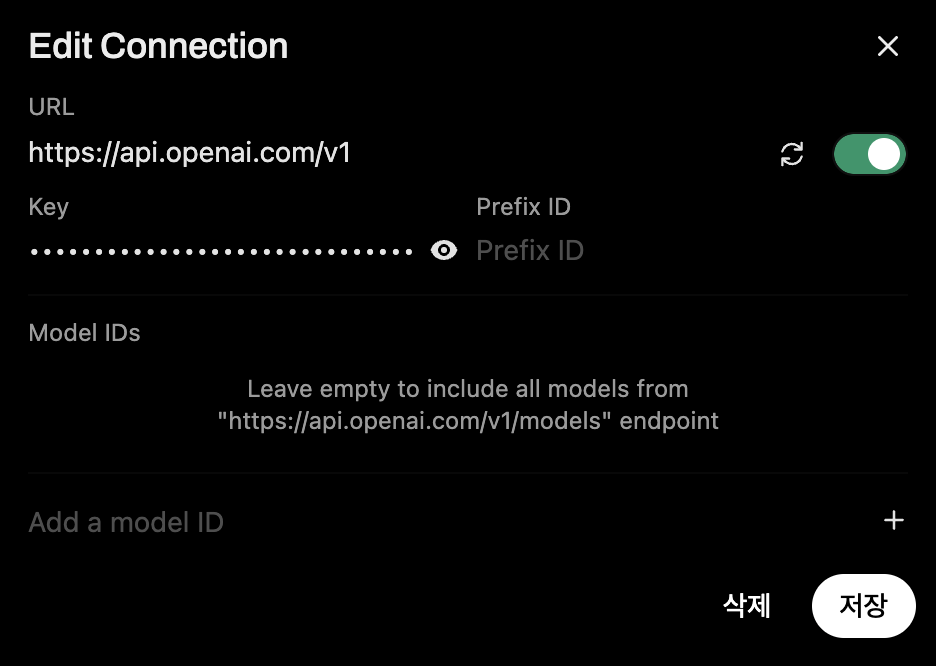 Edit Connection
URL
https://api.openai.com/v1
Key
Prefix ID
••••••••••••••••••••••••••••••
Prefix ID
Model IDs
Leave empty to include all models from
"https://api.openai.com/v1/models" endpoint
Add a model ID
삭제
저장